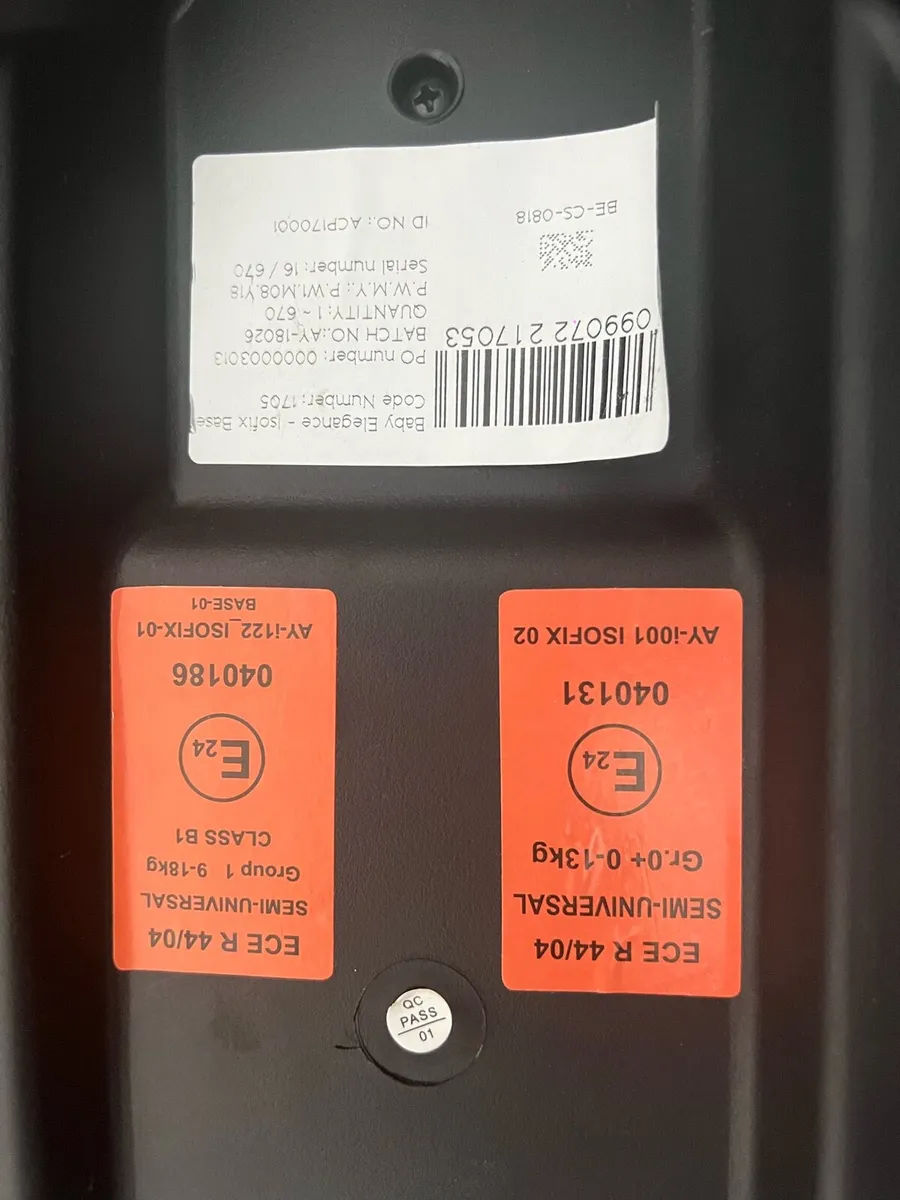 Baby Elegance - Isofix Base
Code Number: 1705
PO number: 0000003013
BATCH NO.:AY-18026
QUANTITY: 1 ~ 670
P.W.M.Y.: P.W1.M08.Y18
Serial number: 16 / 670
ID NO.: ACP170001
099072 217053
BE-CS-0818
ECE R 44/04
SEMI-UNIVERSAL
Gr.0+ 0-13kg
E24
040131
AY-i001 ISOFIX 02
ECE R 44/04
SEMI-UNIVERSAL
Group 1 9-18kg
CLASS B1
E24
040186
AY-i122_ISOFIX-01
BASE-01
QC
PASS
01